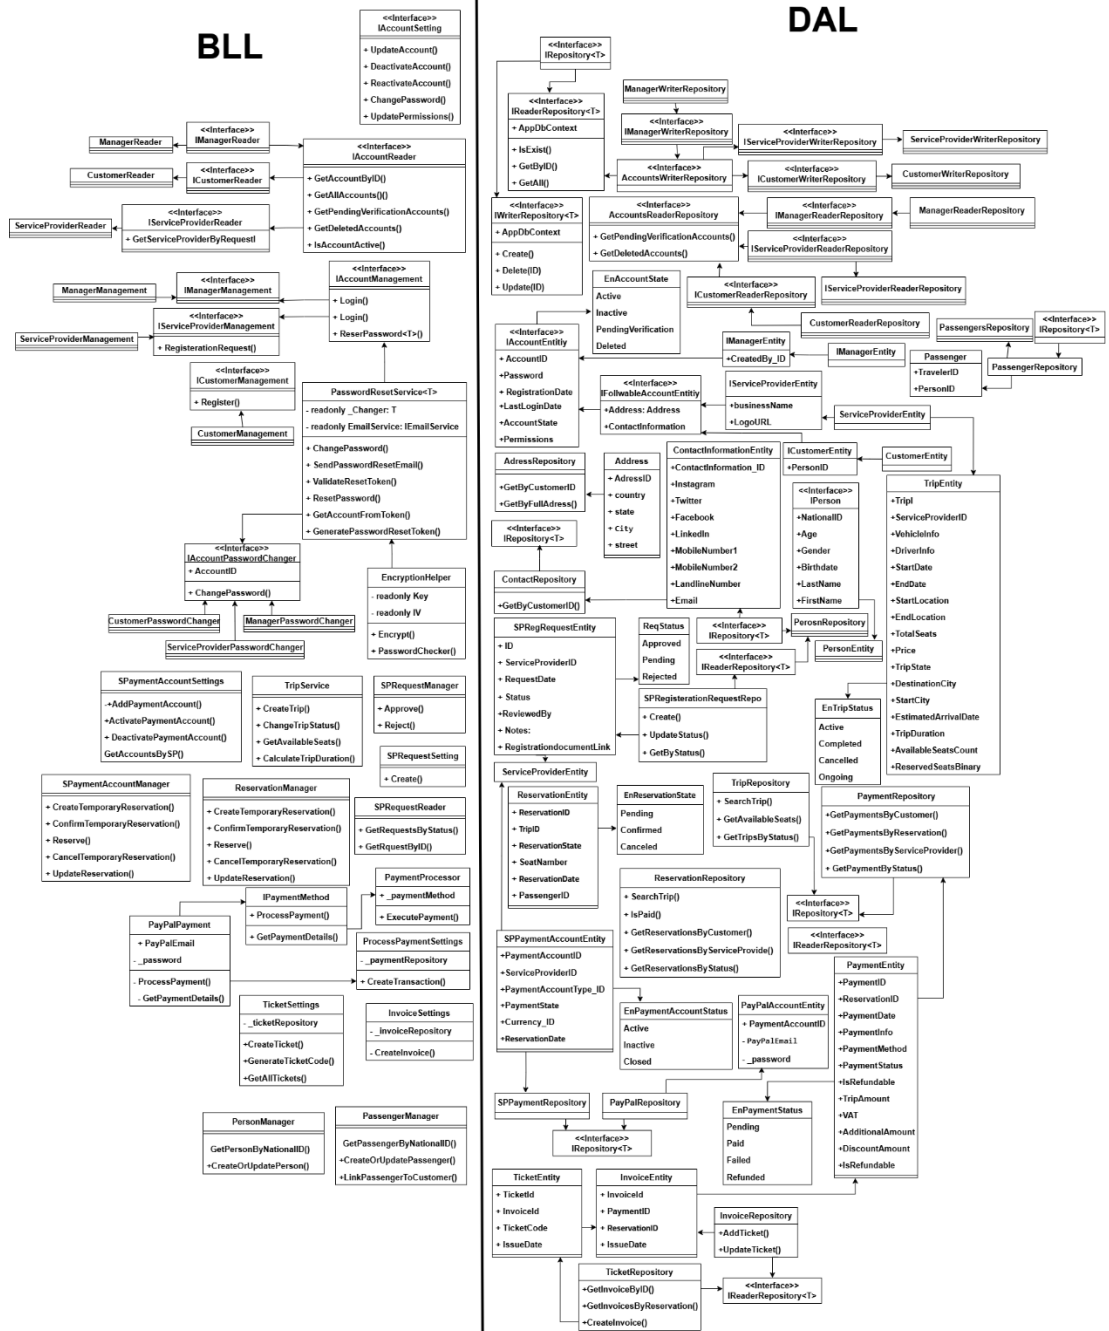 BLL
<<Interface>>
IAccountSetting
+ UpdateAccount()
+ DeactivateAccount()
+ ReactivateAccount()
+ ChangePassword()
+ UpdatePermissions()
ManagerReader
<<Interface>>
IManagerReader
<<Interface>>
IAccountReader
+ GetAccountByID()
+ GetAllAccounts()
+ GetPendingVerificationAccounts()
+ GetDeletedAccounts()
+ IsAccountActive()
CustomerReader
<<Interface>>
ICustomerReader
ServiceProviderReader
<<Interface>>
IServiceProviderReader
+ GetServiceProviderByRequestI
<<Interface>>
IAccountManagement
+ Login()
+ Login()
+ ReserPassword<T>()
ManagerManagement
<<Interface>>
IManagerManagement
ServiceProviderManagement
<<Interface>>
IServiceProviderManagement
+ RegisterationRequest()
<<Interface>>
ICustomerManagement
+ Register()
CustomerManagement
PasswordResetService<T>
- readonly _Changer: T
- readonly EmailService: IEmailService
+ ChangePassword()
+ SendPasswordResetEmail()
+ ValidateResetToken()
+ ResetPassword()
+ GetAccountFromToken()
+ GeneratePasswordResetToken()
<<Interface>>
IAccountPasswordChanger
+ AccountID
+ ChangePassword()
CustomerPasswordChanger
ManagerPasswordChanger
ServiceProviderPasswordChanger
EncryptionHelper
- readonly Key
- readonly IV
+ Encrypt()
+ PasswordChecker()
SPaymentAccountSettings
-+AddPaymentAccount()
+ActivatePaymentAccount()
+ DeactivatePaymentAccount()
GetAccountsBySP()
TripService
+ CreateTrip()
+ ChangeTripStatus()
+ GetAvailableSeats()
+ CalculateTripDuration()
SPRequestManager
+ Approve()
+ Reject()
SPRequestSetting
+ Create()
SPaymentAccountManager
+ CreateTemporaryReservation()
+ ConfirmTemporaryReservation()
+ Reserve()
+ CancelTemporaryReservation()
+ UpdateReservation()
ReservationManager
+ CreateTemporaryReservation()
+ ConfirmTemporaryReservation()
+ Reserve()
+ CancelTemporaryReservation()
+ UpdateReservation()
SPRequestReader
+ GetRequestsByStatus()
+ GetRquestByID()
IPaymentMethod
+ ProcessPayment()
+ GetPaymentDetails()
PaymentProcessor
+ _paymentMethod
+ ExecutePayment()
PayPalPayment
+ PayPalEmail
- _password
- ProcessPayment()
- GetPaymentDetails()
ProcessPaymentSettings
- _paymentRepository
+ CreateTransaction()
TicketSettings
- _ticketRepository
+CreateTicket()
+GenerateTicketCode()
+GetAllTickets()
InvoiceSettings
- _invoiceRepository
- CreateInvoice()
PersonManager
GetPersonByNationalID()
+CreateOrUpdatePerson()
PassengerManager
GetPassengerByNationalID()
+CreateOrUpdatePassenger()
+LinkPassengerToCustomer()
DAL
<<Interface>>
IRepository<T>
<<Interface>>
IReaderRepository<T>
+ AppDbContext
+ IsExist()
+ GetByID()
+ GetAll()
ManagerWriterRepository
<<Interface>>
IManagerWriterRepository
<<Interface>>
AccountsWriterRepository
<<Interface>>
IServiceProviderWriterRepository
ServiceProviderWriterRepository
<<Interface>>
ICustomerWriterRepository
CustomerWriterRepository
<<Interface>>
IWriterRepository<T>
+ AppDbContext
+ Create()
+ Delete(ID)
+ Update(ID)
<<Interface>>
AccountsReaderRepository
+ GetPendingVerificationAccounts()
+ GetDeletedAccounts()
<<Interface>>
IManagerReaderRepository
ManagerReaderRepository
<<Interface>>
IServiceProviderReaderRepository
<<Interface>>
IServiceProviderReaderRepository
<<Interface>>
ICustomerReaderRepository
CustomerReaderRepository
EnAccountState
Active
Inactive
PendingVerification
Deleted
<<Interface>>
IAccountEntity
+ AccountID
+ Password
+ RegistrationDate
+LastLoginDate
+AccountState
+ Permissions
IManagerEntity
+CreatedBy_ID
IManagerEntity
PassengersRepository
<<Interface>>
IRepository<T>
Passenger
+TravelerID
+PersonID
PassengerRepository
<<Interface>>
IFollwableAccountEntity
+ Address: Address
+ ContactInformation
IServiceProviderEntity
+businessName
+LogoURL
ServiceProviderEntity
ICustomerEntity
+PersonID
CustomerEntity
AdressRepository
+GetByCustomerID
+GetByFullAdress()
Address
+ AdressID
+ country
+ state
+ City
+ street
ContactInformationEntity
+ContactInformation_ID
+Instagram
+Twitter
+Facebook
+LinkedIn
+MobileNumber1
+MobileNumber2
+LandlineNumber
+Email
<<Interface>>
IPerson
+NationalID
+Age
+Gender
+Birthdate
+LastName
+FirstName
TripEntity
+TripI
+ServiceProviderID
+VehicleInfo
+DriverInfo
+StartDate
+EndDate
+StartLocation
+EndLocation
+TotalSeats
+Price
+TripState
+DestinationCity
+StartCity
+EstimatedArrivalDate
+TripDuration
+AvailableSeatsCount
+ReservedSeatsBinary
<<Interface>>
IRepository<T>
ContactRepository
+GetByCustomerID()
<<Interface>>
IRepository<T>
PerosnRepository
<<Interface>>
IReaderRepository<T>
PersonEntity
SPRegRequestEntity
+ ID
+ ServiceProviderID
+ RequestDate
+ Status
+ReviewedBy
+ Notes:
+ RegistrationdocumentLink
ReqStatus
Approved
Pending
Rejected
SPRegisterationRequestRepo
+ Create()
+ UpdateStatus()
+ GetByStatus()
EnTripStatus
Active
Completed
Cancelled
Ongoing
ServiceProviderEntity
ReservationEntity
+ ReservationID
+ TripID
+ ReservationState
+ SeatNamber
+ ReservationDate
+ PassengerID
EnReservationState
Pending
Confirmed
Canceled
TripRepository
+ SearchTrip()
+ GetAvailableSeats()
+ GetTripsByStatus()
PaymentRepository
+GetPaymentsByCustomer()
+GetPaymentsByReservation()
+GetPaymentsByServiceProvider()
+ GetPaymentByStatus()
ReservationRepository
+ SearchTrip()
+ IsPaid()
+ GetReservationsByCustomer()
+ GetReservationsByServiceProvide()
+ GetReservationsByStatus()
<<Interface>>
IRepository<T>
<<Interface>>
IReaderRepository<T>
SPPaymentAccountEntity
+PaymentAccountID
+ServiceProviderID
+PaymentAccountType_ID
+PaymentState
+Currency_ID
+ReservationDate
EnPaymentAccountStatus
Active
Inactive
Closed
PayPalAccountEntity
+ PaymentAccountID
- PayPalEmail
- _password
PaymentEntity
+PaymentID
+ReservationID
+PaymentDate
+PaymentInfo
+PaymentMethod
+PaymentStatus
+IsRefundable
+TripAmount
+VAT
+AdditionalAmount
+DiscountAmount
+IsRefundable
SPPaymentRepository
PayPalRepository
<<Interface>>
IRepository<T>
EnPaymentStatus
Pending
Paid
Failed
Refunded
TicketEntity
+ TicketId
+ InvoiceId
+ TicketCode
+ IssueDate
InvoiceEntity
+ InvoiceId
+ PaymentID
+ ReservationID
+ IssueDate
InvoiceRepository
+AddTicket()
+UpdateTicket()
TicketRepository
+GetInvoiceByID()
+GetInvoicesByReservation()
+CreateInvoice()
<<Interface>>
IReaderRepository<T>